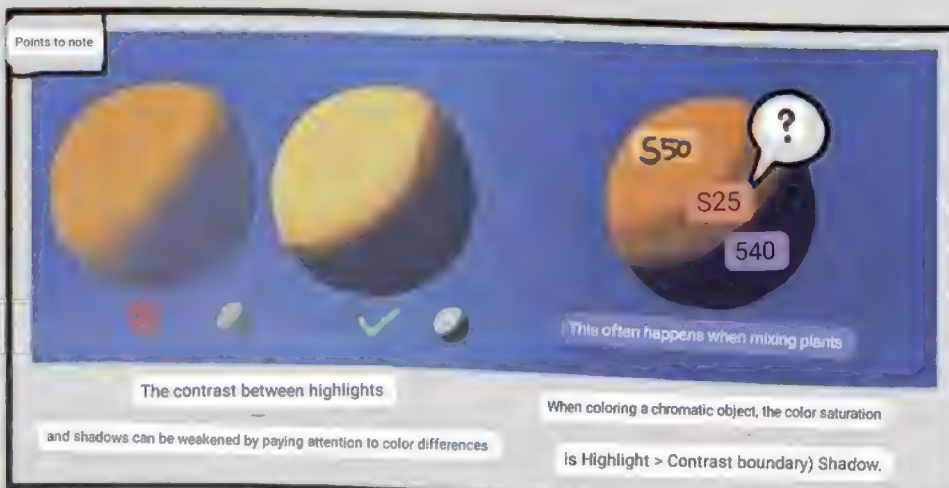 Points to note
?
S50
S25
540
This often happens when mixing plants
The contrast between highlights
and shadows can be weakened by paying attention to color differences
When coloring a chromatic object, the color saturation
is Highlight > Contrast boundary) Shadow.